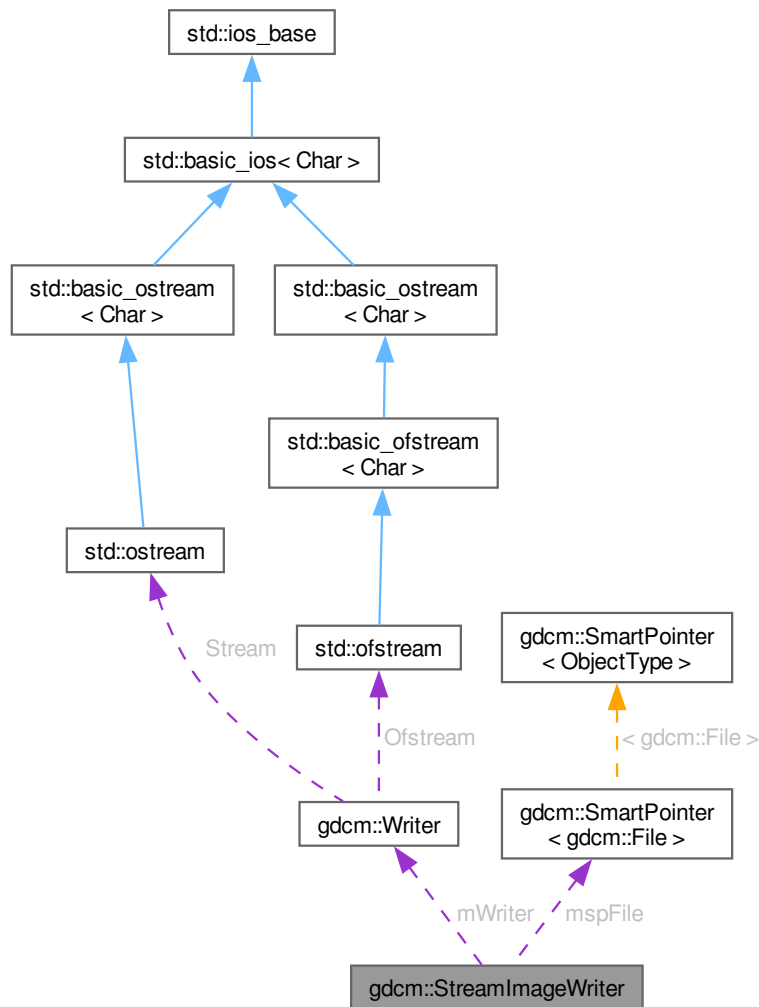 std::ios_base
std::basic_ios< Char >
std::basic_ostream
< Char >
std::basic_ostream
< Char >
std::basic_ofstream
< Char >
std::ostream
Stream
std::ofstream
gdcm::SmartPointer
< ObjectType >
Ofstream
< gdcm::File >
gdcm::Writer
gdcm::SmartPointer
< gdcm::File >
mWriter
mspFile
gdcm::StreamImageWriter